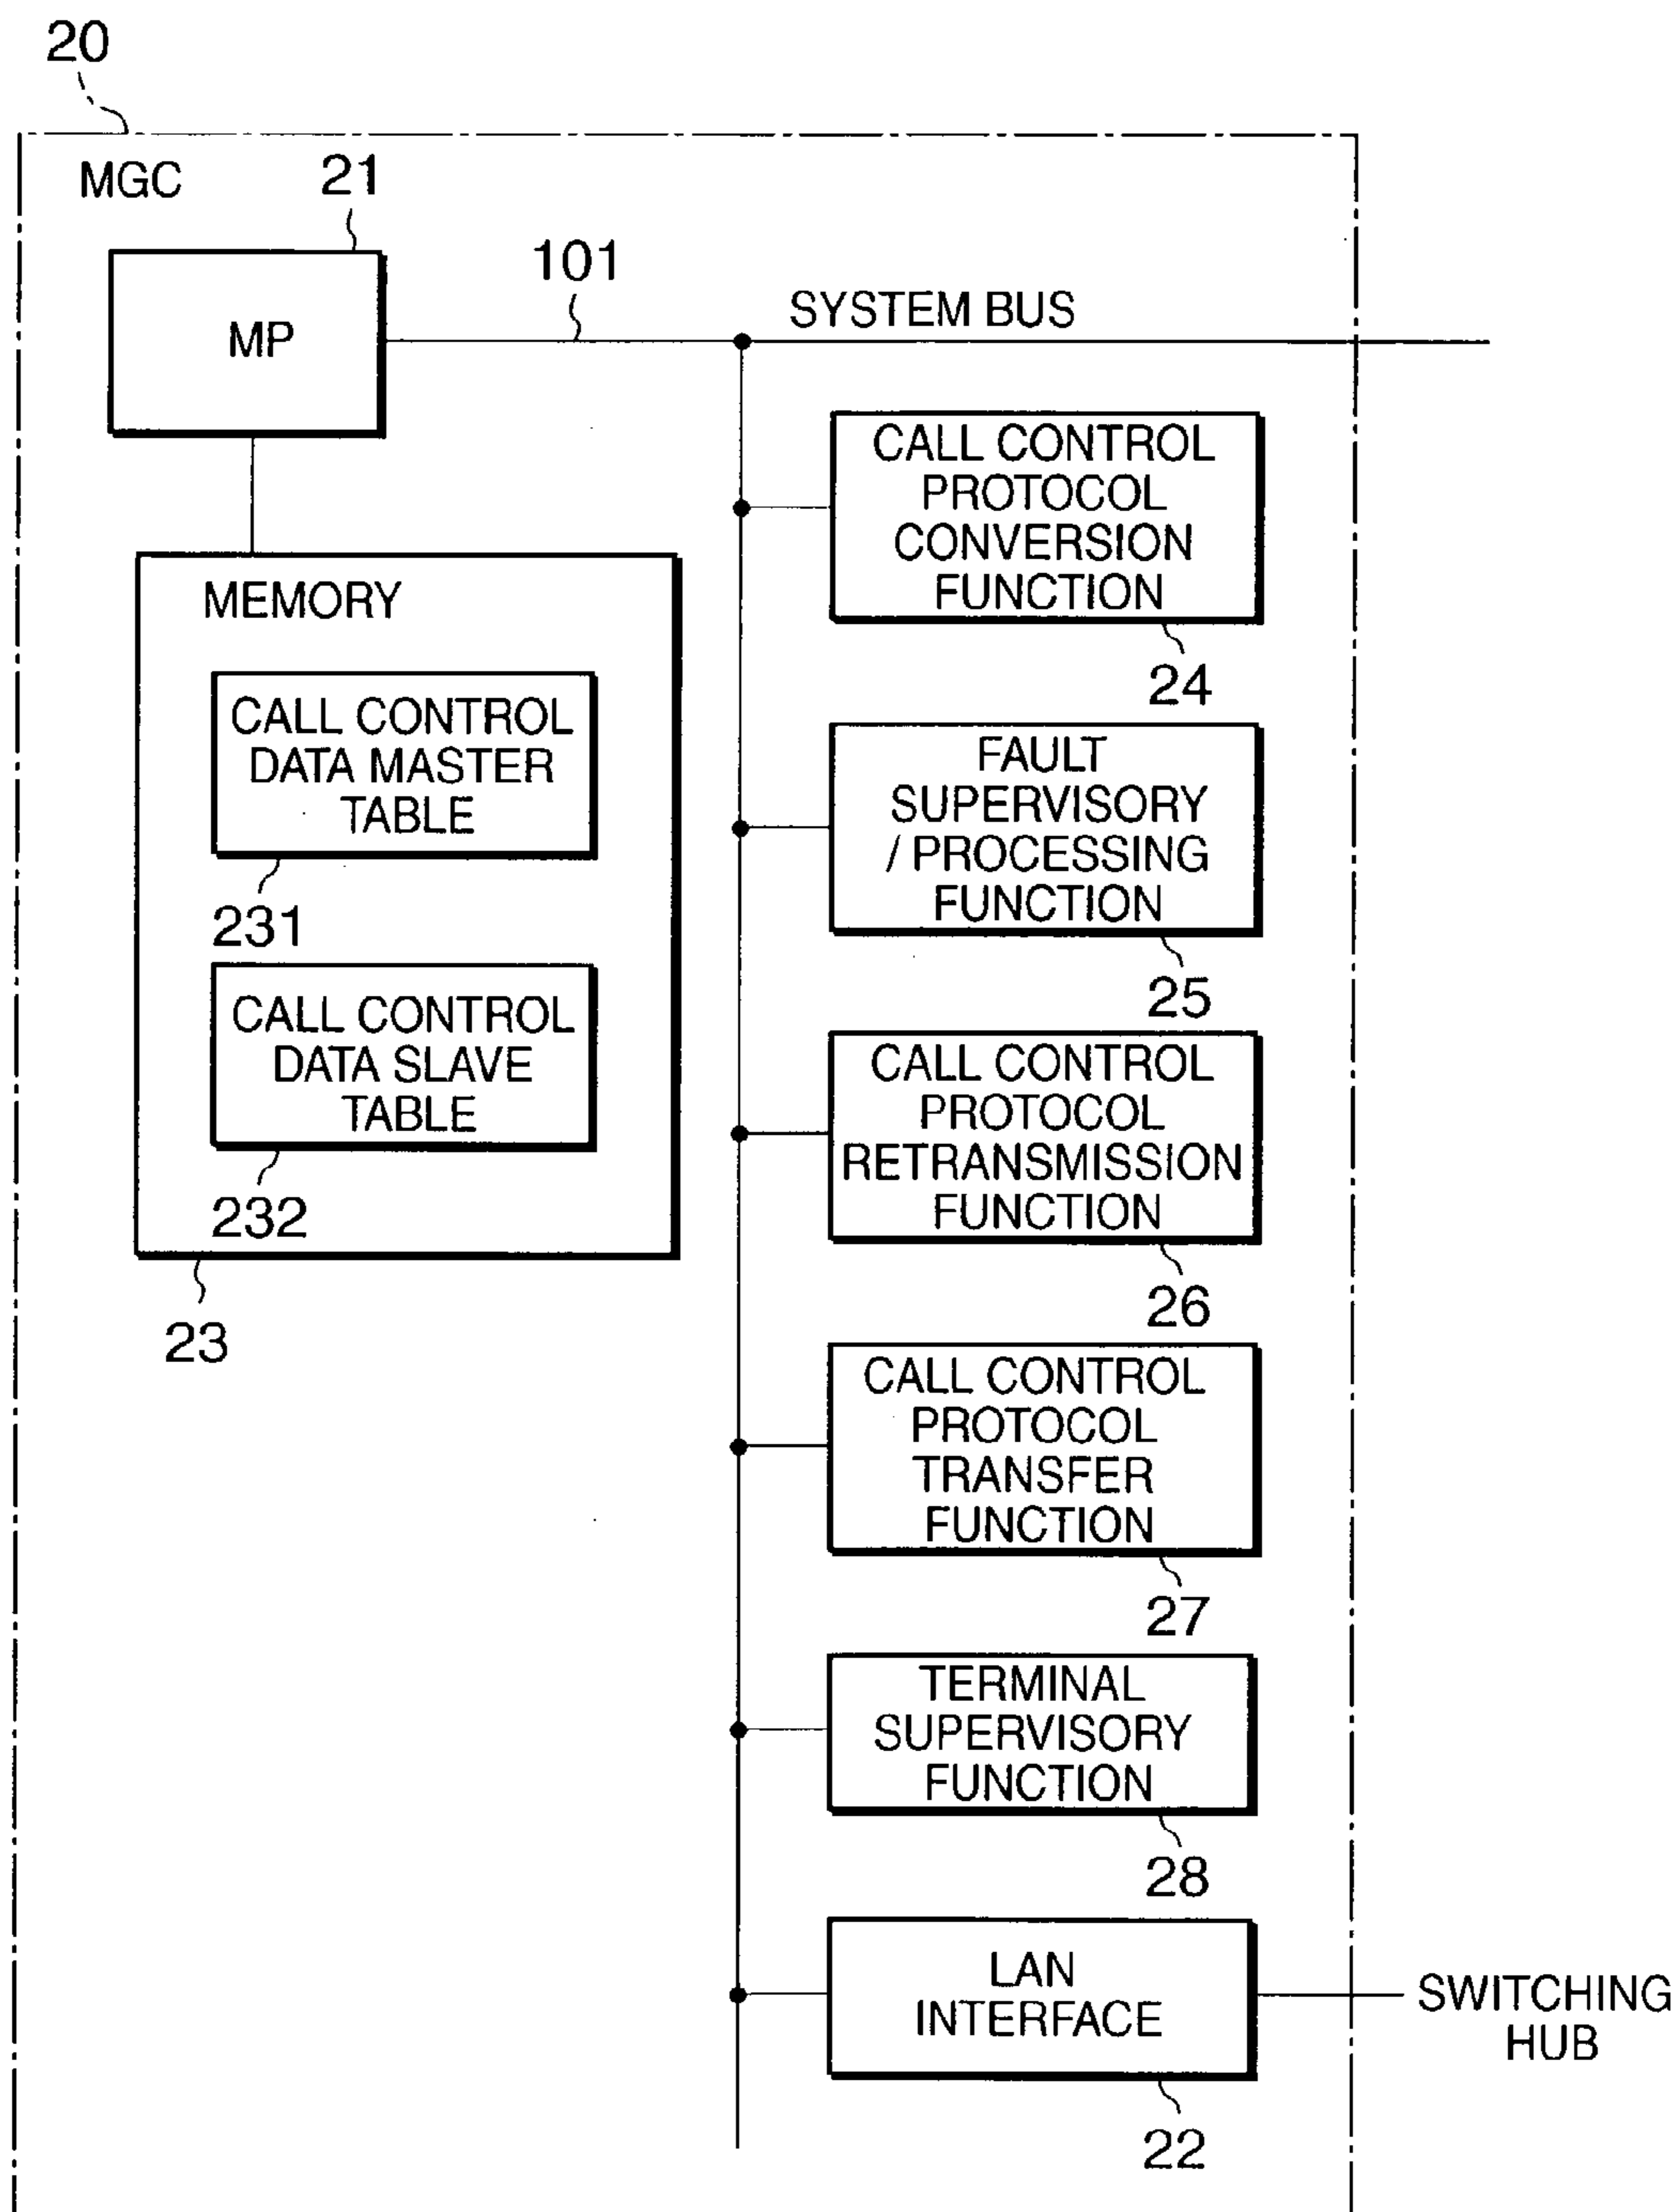 20
MGC
21
MP
101
SYSTEM BUS
MEMORY
CALL CONTROL
DATA MASTER
TABLE
231
CALL CONTROL
DATA SLAVE
TABLE
232
23
CALL CONTROL
PROTOCOL
CONVERSION
FUNCTION
24
FAULT
SUPERVISORY
/ PROCESSING
FUNCTION
25
CALL CONTROL
PROTOCOL
RETRANSMISSION
FUNCTION
26
CALL CONTROL
PROTOCOL
TRANSFER
FUNCTION
27
TERMINAL
SUPERVISORY
FUNCTION
28
LAN
INTERFACE
22
SWITCHING
HUB